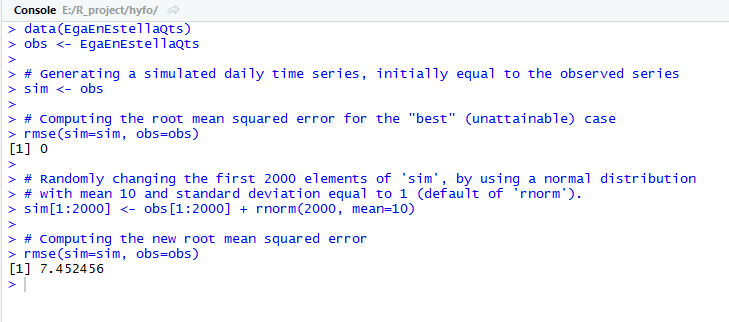 Console E:/R_project/hyfo/
> data(EgaEnEstellaQts)
> obs <- EgaEnEstellaQts
>
> # Generating a simulated daily time series, initially equal to the observed series
> sim <- obs
>
> # Computing the root mean squared error for the "best" (unattainable) case
> rmse(sim=sim, obs=obs)
[1] 0
>
> # Randomly changing the first 2000 elements of 'sim', by using a normal distribution
> # with mean 10 and standard deviation equal to 1 (default of 'rnorm').
> sim[1:2000] <- obs[1:2000] + rnorm(2000, mean=10)
>
> # Computing the new root mean squared error
> rmse(sim=sim, obs=obs)
[1] 7.452456
>